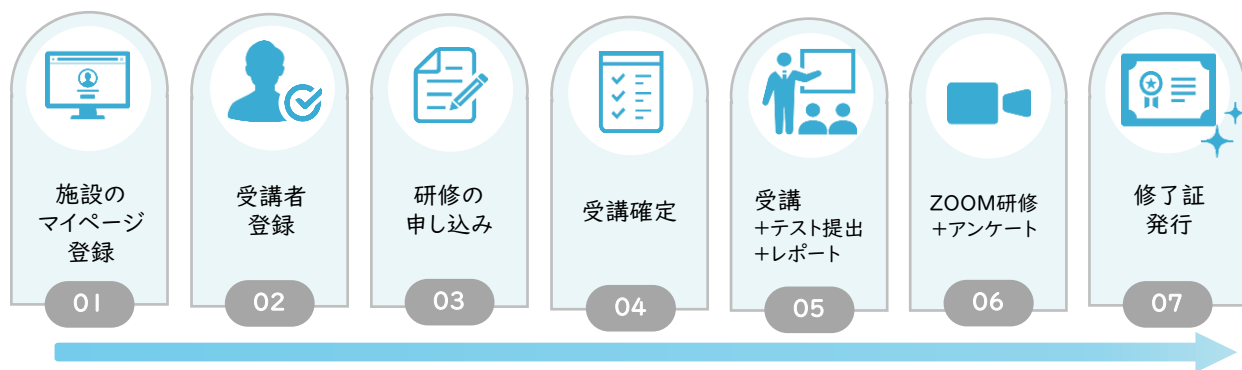 施設の
マイページ
登録
01
受講者
登録
02
研修の
申し込み
03
受講確定
04
受講
+テスト提出
+レポート
05
ZOOM研修
+アンケート
06
修了証
発行
07